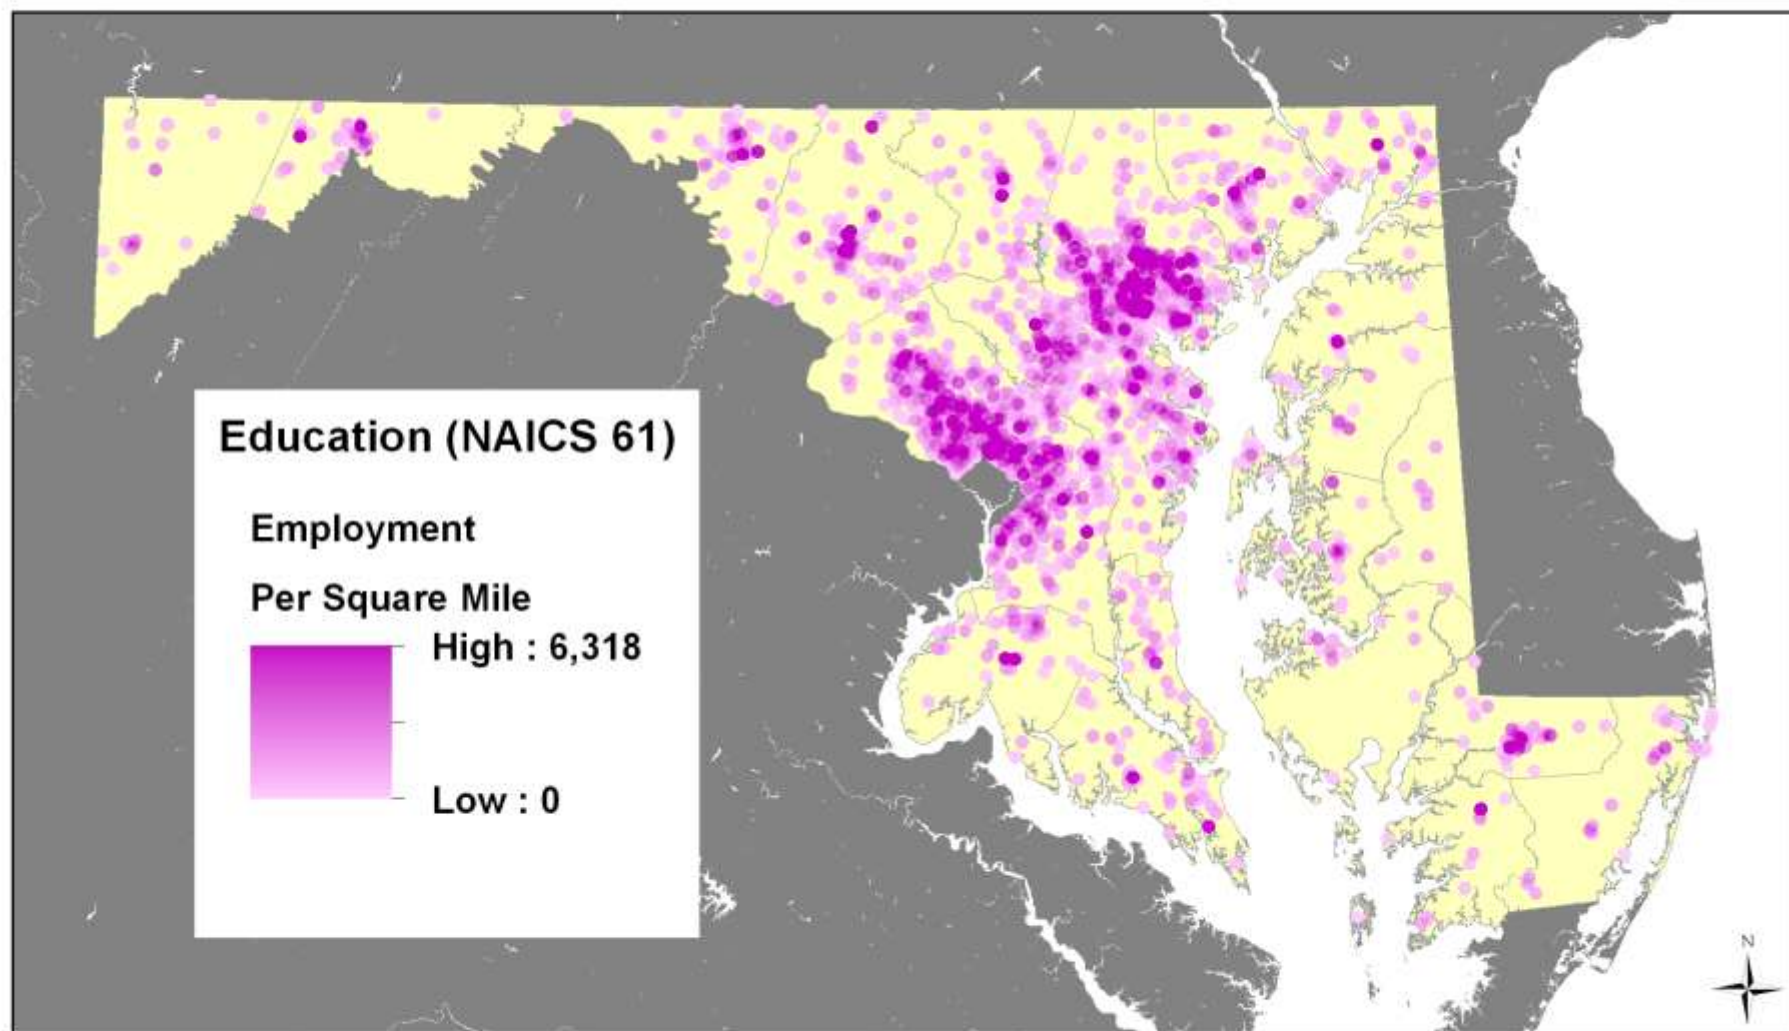 Education (NAICS 61)
Employment
Per Square Mile
High : 6,318
Low : 0
N